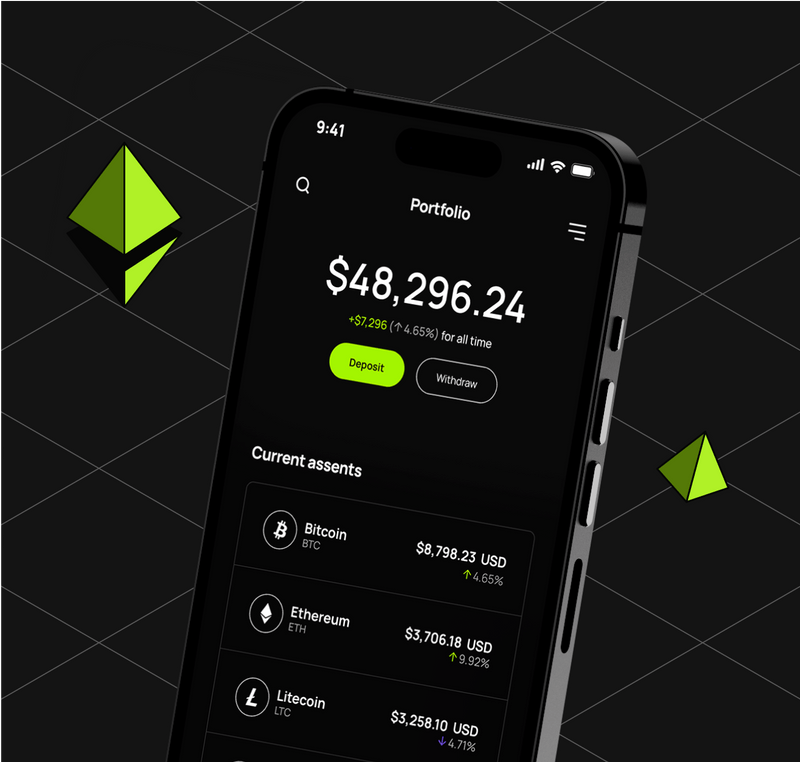 9:41
Portfolio
$48,296.24
+$7,296 (↑ 4.65%) for all time
Deposit
Withdraw
Current assents
Bitcoin
BTC
$8,798.23 USD
↑ 4.65%
Ethereum
ETH
$3,706.18 USD
↑ 9.92%
Litecoin
LTC
$3,258.10 USD
↓ 4.71%